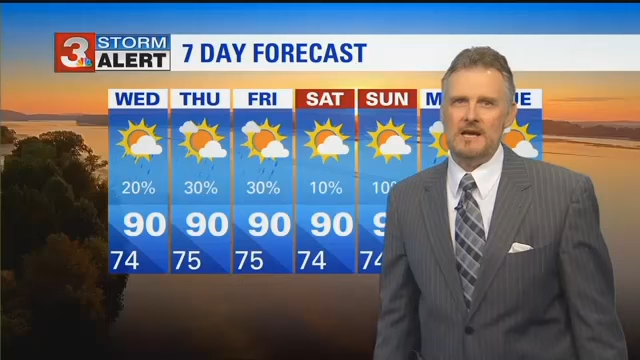 3 STORM ALERT
7 DAY FORECAST
WED THU FRI SAT SUN
20% 30% 30% 10%
90 90 90 90
74 75 75 74 74